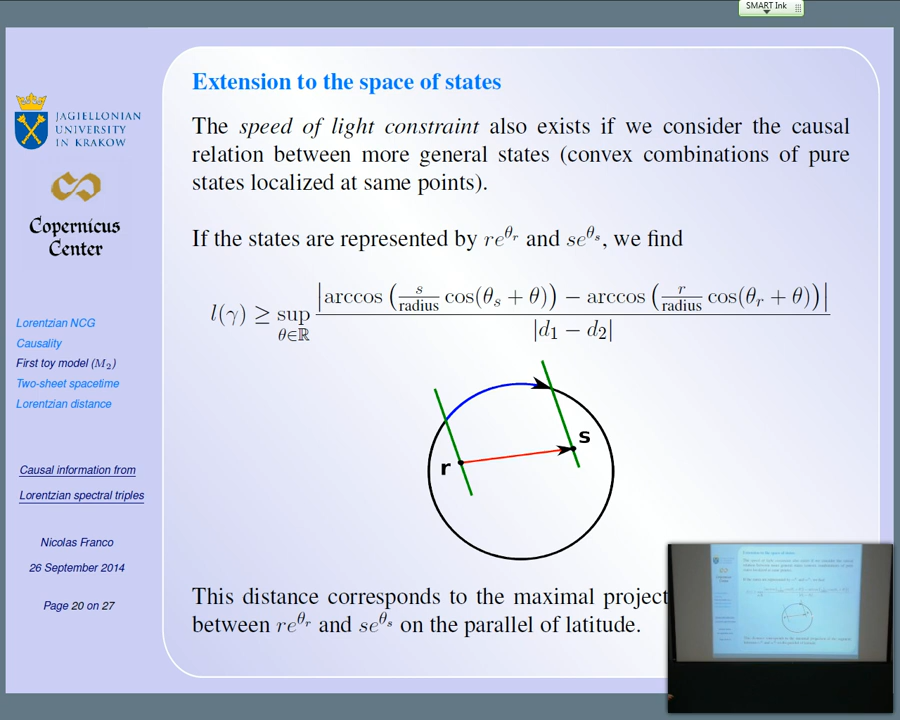 SMART Ink
JAGIELLONIAN
UNIVERSITY
IN KRAKOW
Copernicus
Center
Lorentzian NCG
Causality
First toy model (M₂)
Two-sheet spacetime
Lorentzian distance
Causal information from
Lorentzian spectral triples
Nicolas Franco
26 September 2014
Page 20 on 27
Extension to the space of states
The speed of light constraint also exists if we consider the causal
relation between more general states (convex combinations of pure
states localized at same points).
If the states are represented by re^{θ_r} and se^{θ_s}, we find
l(γ) ≥ sup_{θ∈ℝ} |arccos (s/radius cos(θ_s + θ)) − arccos (r/radius cos(θ_r + θ))| / |d₁ − d₂|
r
s
This distance corresponds to the maximal
between re^{θ_r} and se^{θ_s} on the parallel of latitude.